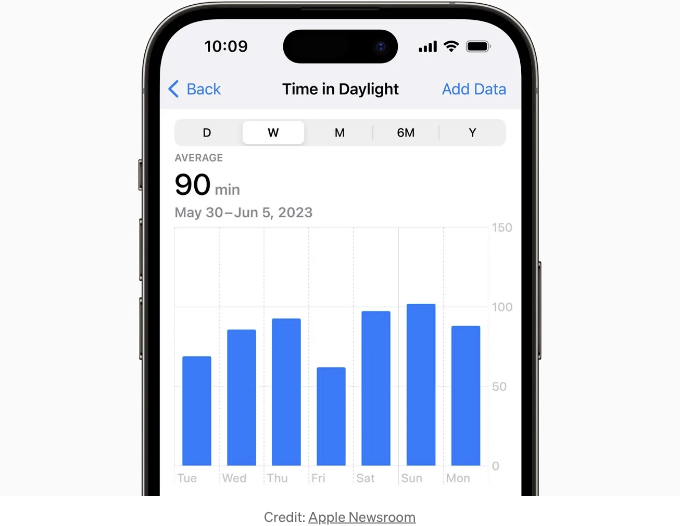 10:09
Back Time in Daylight Add Data
D W M 6M Y
AVERAGE
90 min
May 30–Jun 5, 2023
150
100
50
0
Tue Wed Thu Fri Sat Sun Mon
Credit: Apple Newsroom